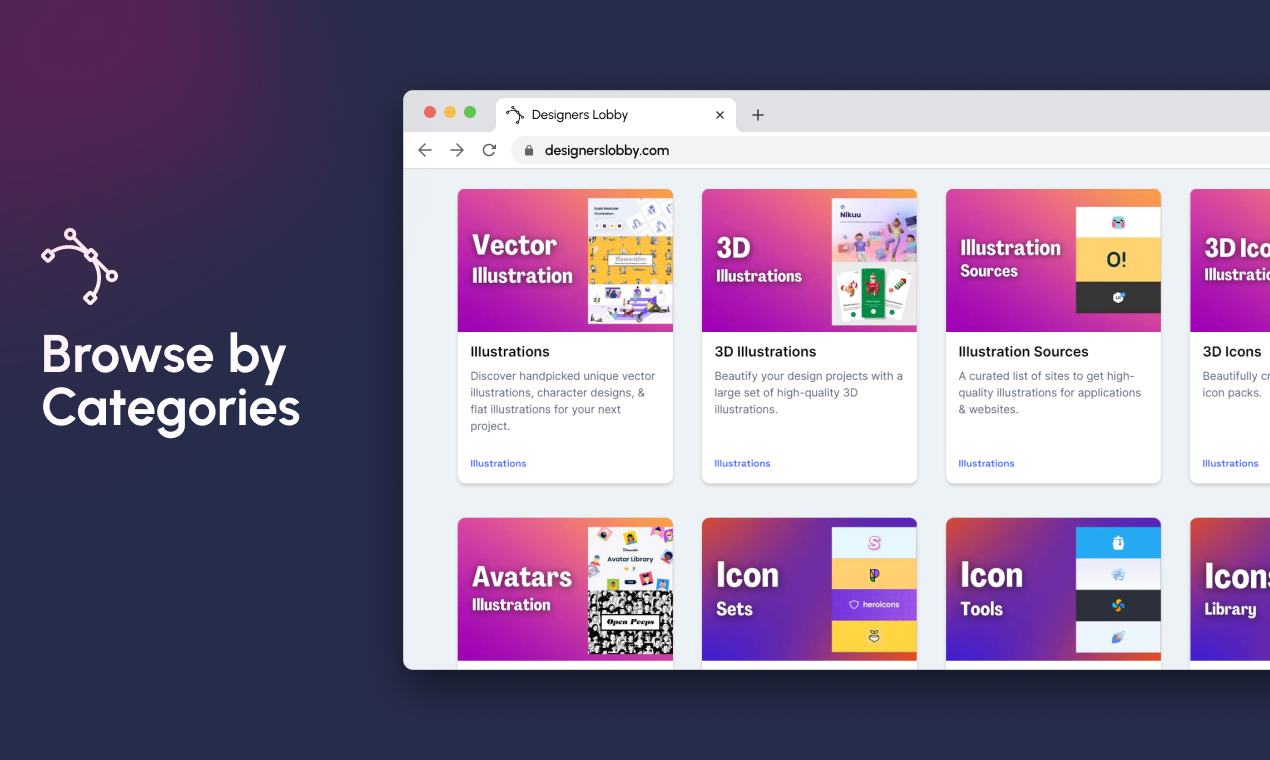 Browse by
Categories
Designers Lobby
designerslobby.com
Vector
Illustration
Humaaans
Illustrations
Discover handpicked unique vector
illustrations, character designs, &
flat illustrations for your next
project.
Illustrations
3D
Illustrations
Nikuu
3D Illustrations
Beautify your design projects with a
large set of high-quality 3D
illustrations.
Illustrations
Illustration
Sources
O!
Illustration Sources
A curated list of sites to get high-
quality illustrations for applications
& websites.
Illustrations
3D Ico
Illustratio
3D Icons
Beautifully cr
icon packs.
Illustrations
Avatars
Illustration
Avatar Library
Open Peeps
Icon
Sets
S
heroicons
Icon
Tools
Icons
Library